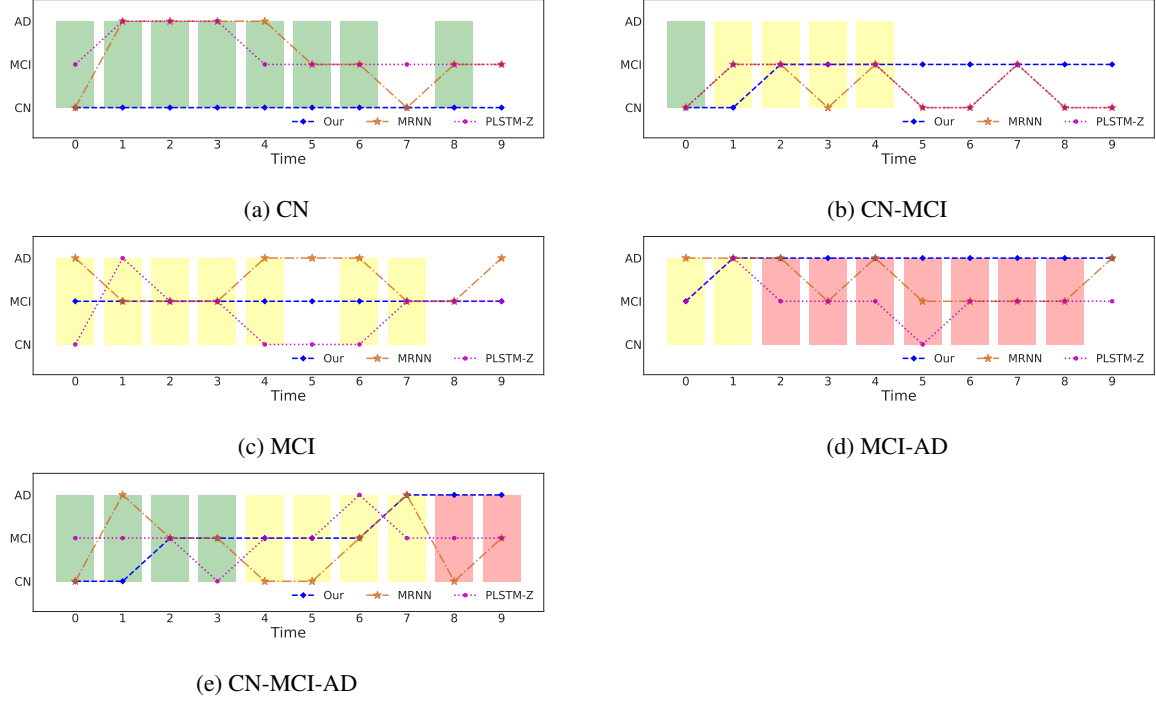 AD
MCI
CN
Our MRNN PLSTM-Z
0 1 2 3 4 5 6 7 8 9
Time
(a) CN
AD
MCI
CN
Our MRNN PLSTM-Z
0 1 2 3 4 5 6 7 8 9
Time
(b) CN-MCI
AD
MCI
CN
Our MRNN PLSTM-Z
0 1 2 3 4 5 6 7 8 9
Time
(c) MCI
AD
MCI
CN
Our MRNN PLSTM-Z
0 1 2 3 4 5 6 7 8 9
Time
(d) MCI-AD
AD
MCI
CN
Our MRNN PLSTM-Z
0 1 2 3 4 5 6 7 8 9
Time
(e) CN-MCI-AD